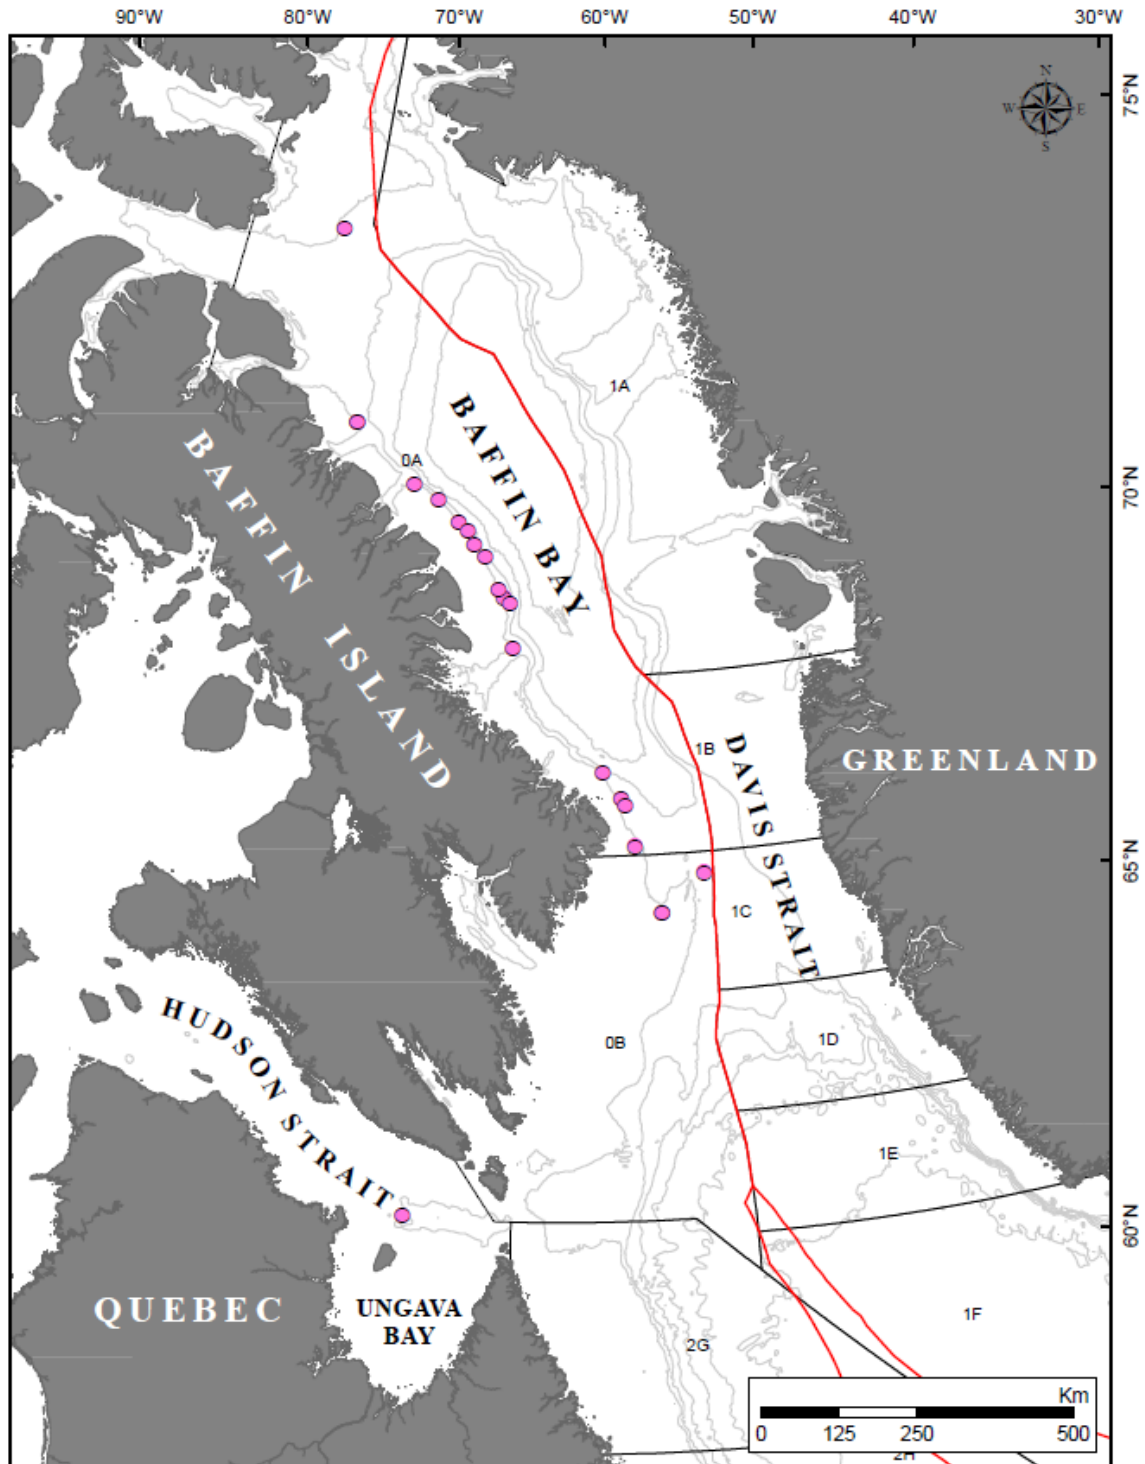 90°W 80°W 70°W 60°W 50°W 40°W 30°W
N
W E
S
75°N
1A
BAFFIN BAY
0A
BAFFIN ISLAND
70°N
1B
DAVIS STRAIT
GREENLAND
65°N
1C
HUDSON STRAIT
0B
1D
1E
60°N
QUEBEC
UNGAVA
BAY
1F
2G
Km
0 125 250 500
2H